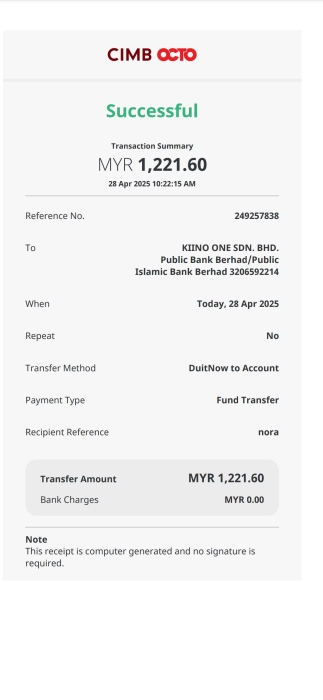 CIMB OCTO
Successful
Transaction Summary
MYR 1,221.60
28 Apr 2025 10:22:15 AM
Reference No. 249257838
To KIINO ONE SDN. BHD.
Public Bank Berhad/Public
Islamic Bank Berhad 3206592214
When Today, 28 Apr 2025
Repeat No
Transfer Method DuitNow to Account
Payment Type Fund Transfer
Recipient Reference nora
Transfer Amount MYR 1,221.60
Bank Charges MYR 0.00
Note
This receipt is computer generated and no signature is
required.